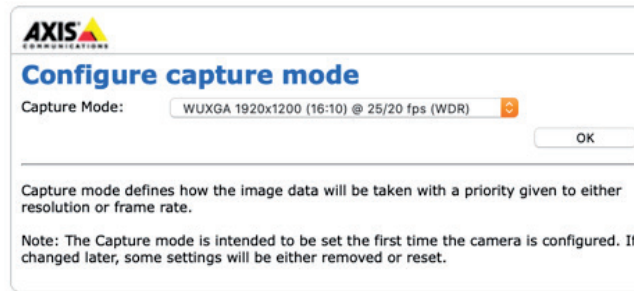 AXIS
COMMUNICATIONS
Configure capture mode
Capture Mode:
WUXGA 1920x1200 (16:10) @ 25/20 fps (WDR)
OK
Capture mode defines how the image data will be taken with a priority given to either
resolution or frame rate.
Note: The Capture mode is intended to be set the first time the camera is configured. If
changed later, some settings will be either removed or reset.